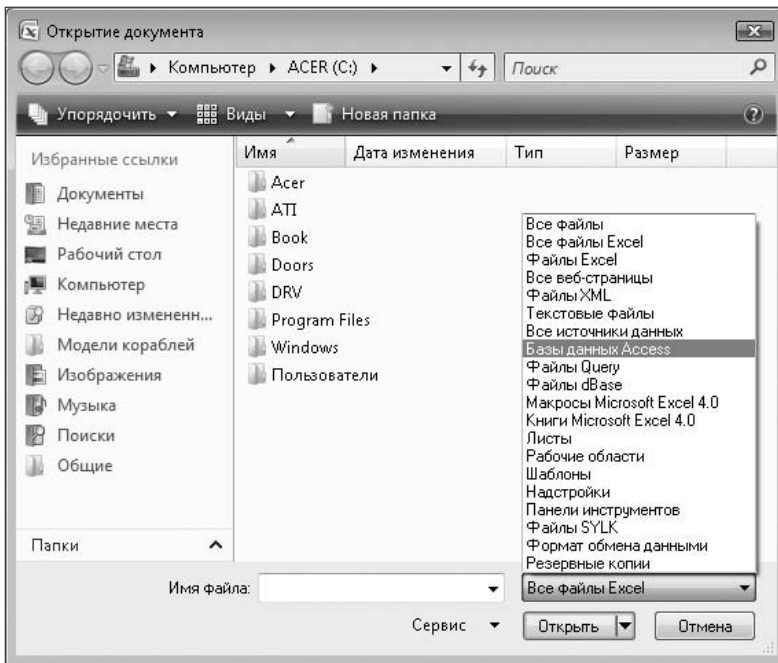 Открытие документа
Компьютер ACER (C:) Поиск
Упорядочить Виды Новая папка ?
Избранные ссылки
Документы
Недавние места
Рабочий стол
Компьютер
Недавно измененн...
Модели кораблей
Изображения
Музыка
Поиски
Общие
Папки
Имя Дата изменения Тип Размер
Acer
ATI
Book
Doors
DRV
Program Files
Windows
Пользователи
Все файлы
Все файлы Excel
Файлы Excel
Все веб-страницы
Файлы XML
Текстовые файлы
Все источники данных
Базы данных Access
Файлы Query
Файлы dBase
Макросы Microsoft Excel 4.0
Книги Microsoft Excel 4.0
Листы
Рабочие области
Шаблоны
Надстройки
Панели инструментов
Файлы SYLK
Формат обмена данными
Резервные копии
Имя файла: Все файлы Excel
Сервис Открыть Отмена